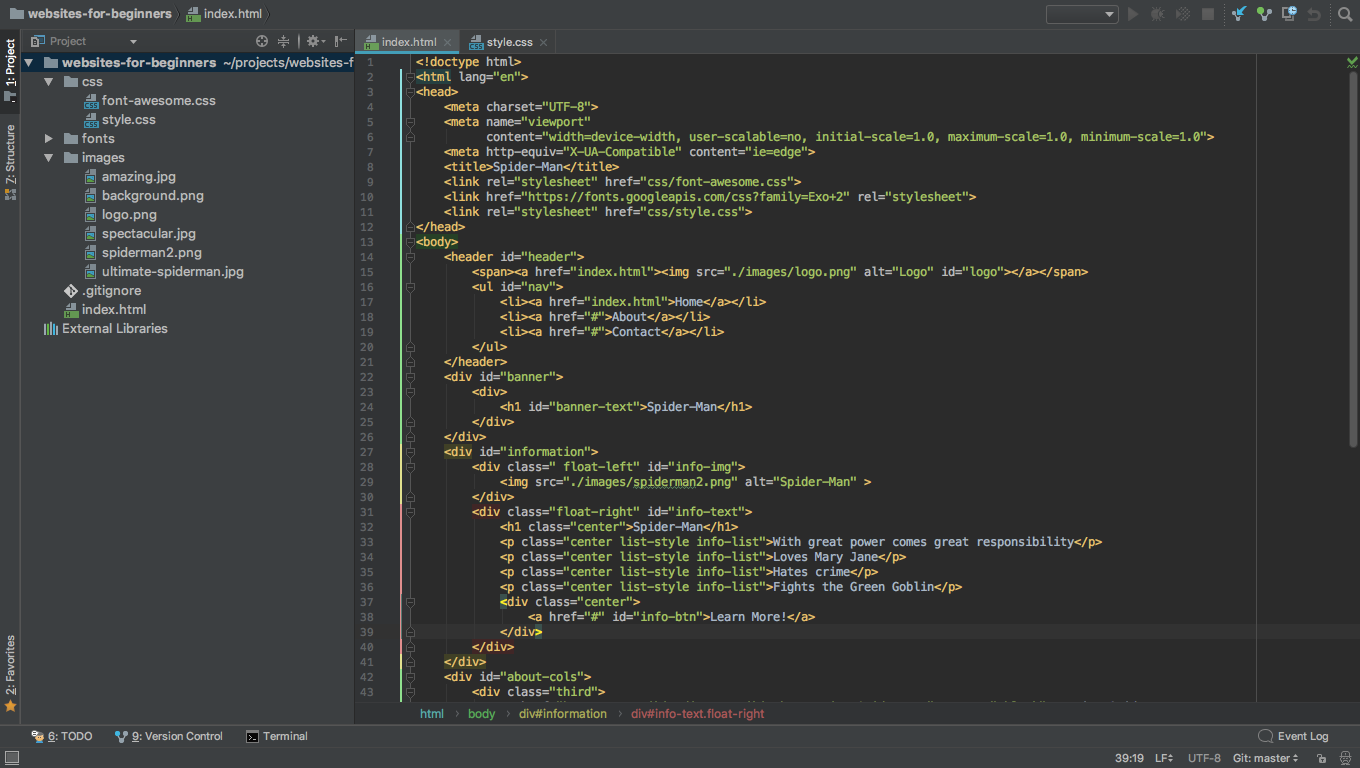 websites-for-beginners index.html
1: Project
Z: Structure
2: Favorites
Project
websites-for-beginners ~/projects/websites-f
css
font-awesome.css
style.css
fonts
images
amazing.jpg
background.png
logo.png
spectacular.jpg
spiderman2.png
ultimate-spiderman.jpg
.gitignore
index.html
External Libraries
index.html style.css
1 <!doctype html>
2 <html lang="en">
3 <head>
4 <meta charset="UTF-8">
5 <meta name="viewport"
6 content="width=device-width, user-scalable=no, initial-scale=1.0, maximum-scale=1.0, minimum-scale=1.0">
7 <meta http-equiv="X-UA-Compatible" content="ie=edge">
8 <title>Spider-Man</title>
9 <link rel="stylesheet" href="css/font-awesome.css">
10 <link href="https://fonts.googleapis.com/css?family=Exo+2" rel="stylesheet">
11 <link rel="stylesheet" href="css/style.css">
12 </head>
13 <body>
14 <header id="header">
15 <span><a href="index.html"><img src="./images/logo.png" alt="Logo" id="logo"></a></span>
16 <ul id="nav">
17 <li><a href="index.html">Home</a></li>
18 <li><a href="#">About</a></li>
19 <li><a href="#">Contact</a></li>
20 </ul>
21 </header>
22 <div id="banner">
23 <div>
24 <h1 id="banner-text">Spider-Man</h1>
25 </div>
26 </div>
27 <div id="information">
28 <div class=" float-left" id="info-img">
29 <img src="./images/spiderman2.png" alt="Spider-Man" >
30 </div>
31 <div class="float-right" id="info-text">
32 <h1 class="center">Spider-Man</h1>
33 <p class="center list-style info-list">With great power comes great responsibility</p>
34 <p class="center list-style info-list">Loves Mary Jane</p>
35 <p class="center list-style info-list">Hates crime</p>
36 <p class="center list-style info-list">Fights the Green Goblin</p>
37 <div class="center">
38 <a href="#" id="info-btn">Learn More!</a>
39 </div>
40 </div>
41 </div>
42 <div id="about-cols">
43 <div class="third">
html body div#information div#info-text.float-right
6: TODO 9: Version Control Terminal Event Log
39:19 LF UTF-8 Git: master